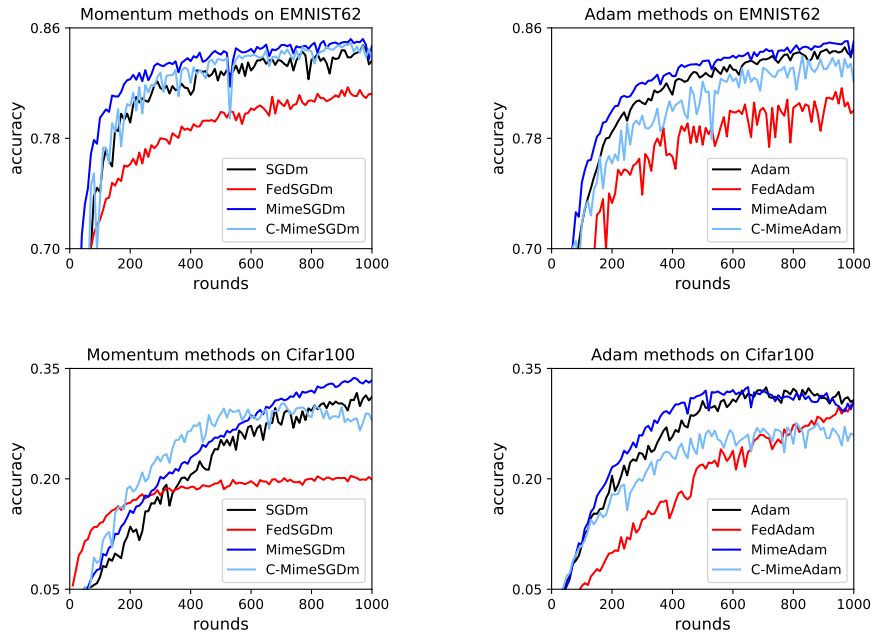 Momentum methods on EMNIST62
0.86
0.78
0.70
accuracy
SGDm
FedSGDm
MimeSGDm
C-MimeSGDm
0 200 400 600 800 1000
rounds
Adam methods on EMNIST62
0.86
0.78
0.70
accuracy
Adam
FedAdam
MimeAdam
C-MimeAdam
0 200 400 600 800 1000
rounds
Momentum methods on Cifar100
0.35
0.20
0.05
accuracy
SGDm
FedSGDm
MimeSGDm
C-MimeSGDm
0 200 400 600 800 1000
rounds
Adam methods on Cifar100
0.35
0.20
0.05
accuracy
Adam
FedAdam
MimeAdam
C-MimeAdam
0 200 400 600 800 1000
rounds